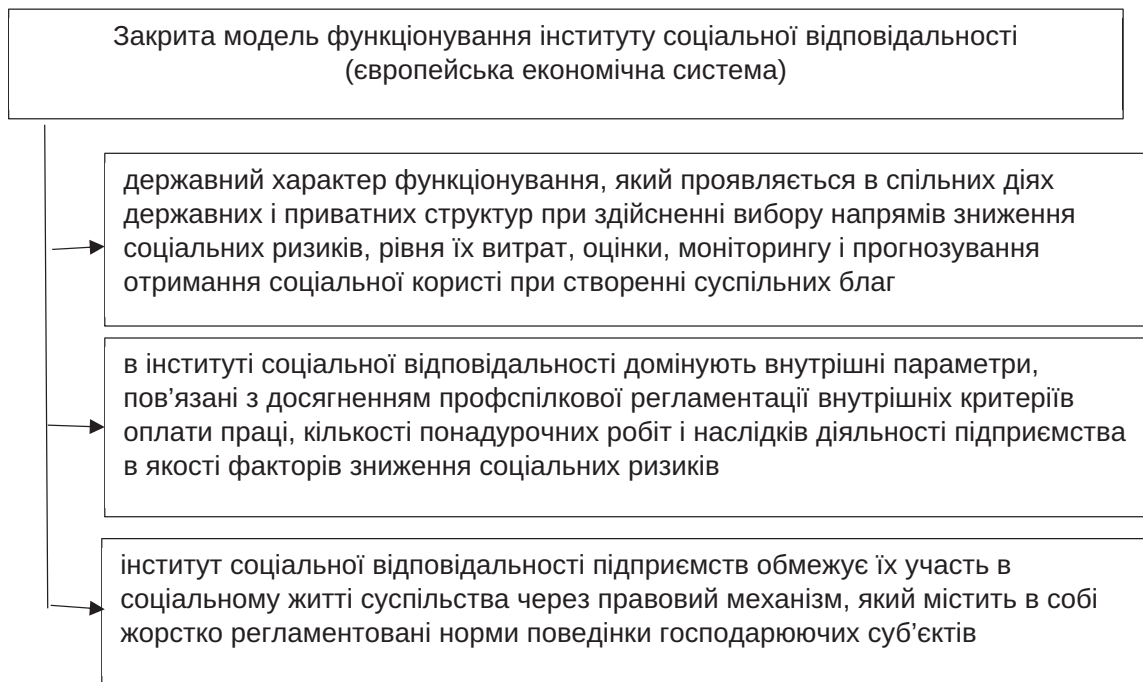 Закрита модель функціонування інституту соціальної відповідальності
(європейська економічна система)
державний характер функціонування, який проявляється в спільних діях
державних і приватних структур при здійсненні вибору напрямів зниження
соціальних ризиків, рівня їх витрат, оцінки, моніторингу і прогнозування
отримання соціальної користі при створенні суспільних благ
в інституті соціальної відповідальності домінують внутрішні параметри,
пов’язані з досягненням профспілкової регламентації внутрішніх критеріїв
оплати праці, кількості понадурочних робіт і наслідків діяльності підприємства
в якості факторів зниження соціальних ризиків
інститут соціальної відповідальності підприємств обмежує їх участь в
соціальному житті суспільства через правовий механізм, який містить в собі
жорстко регламентовані норми поведінки господарюючих суб’єктів